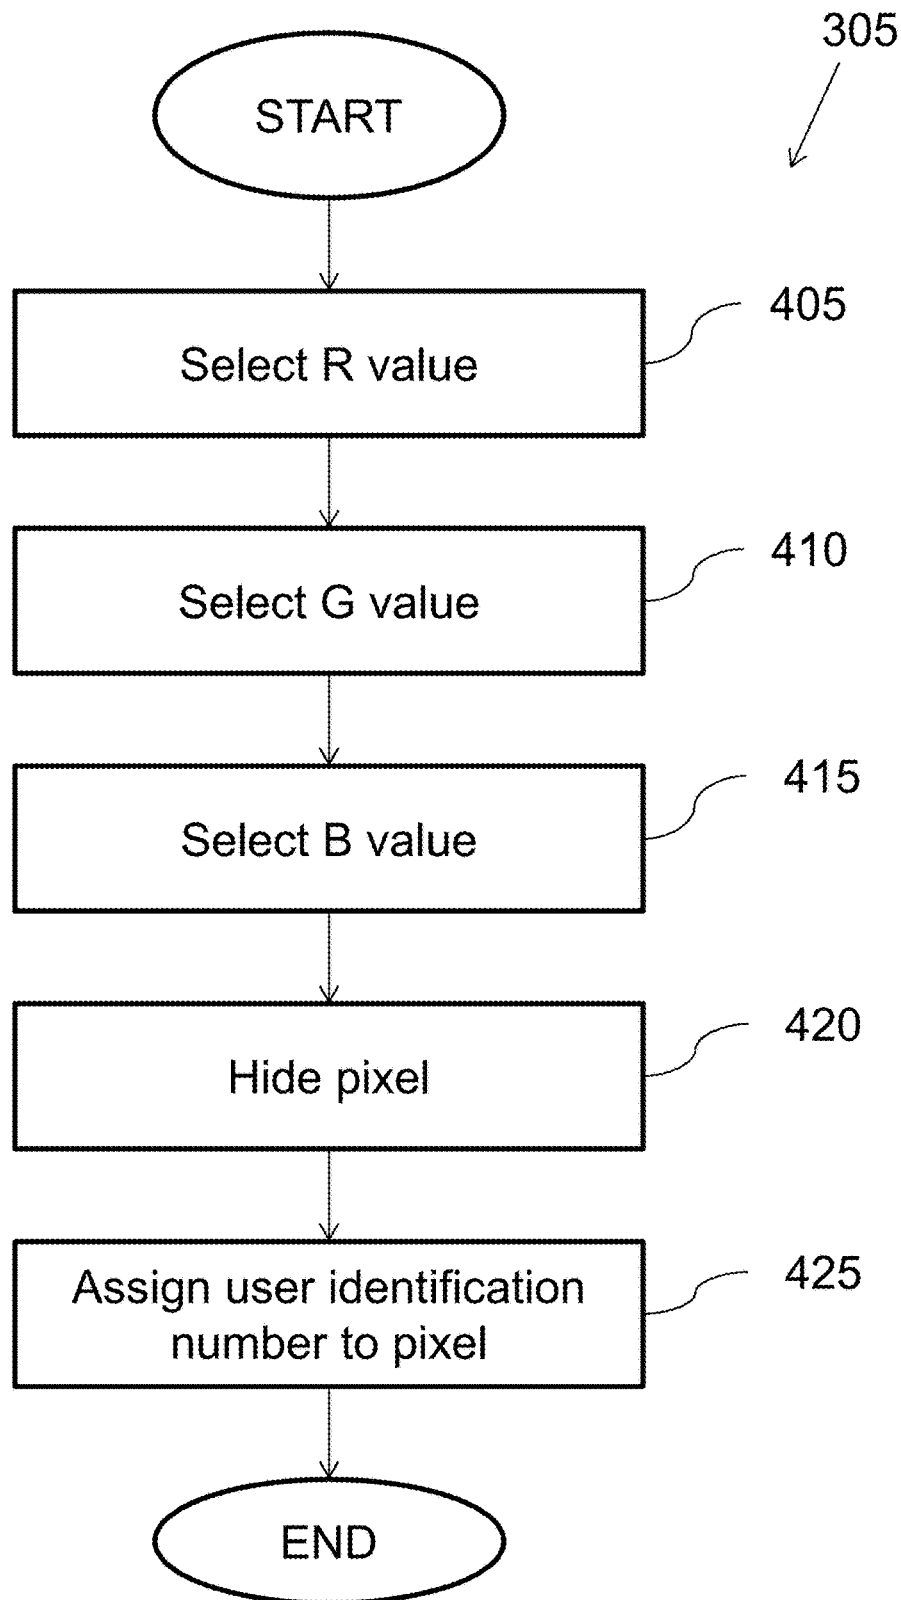 305
START
Select R value
405
Select G value
410
Select B value
415
Hide pixel
420
Assign user identification
number to pixel
425
END